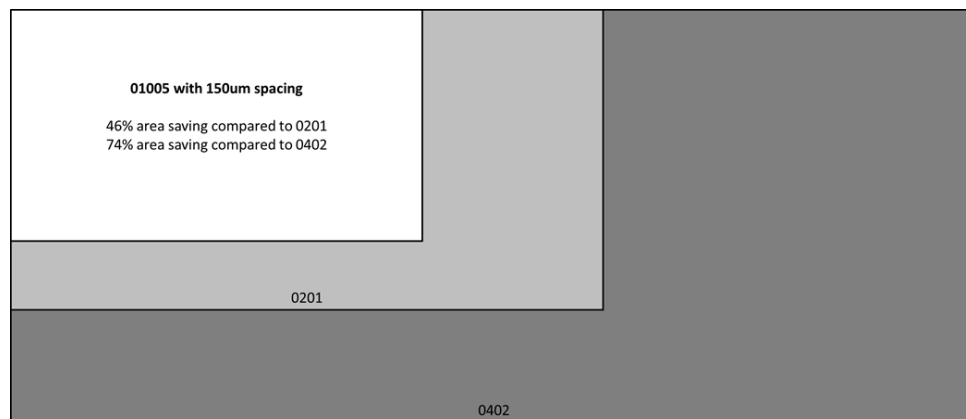 01005 with 150um spacing
46% area saving compared to 0201
74% area saving compared to 0402
0201
0402